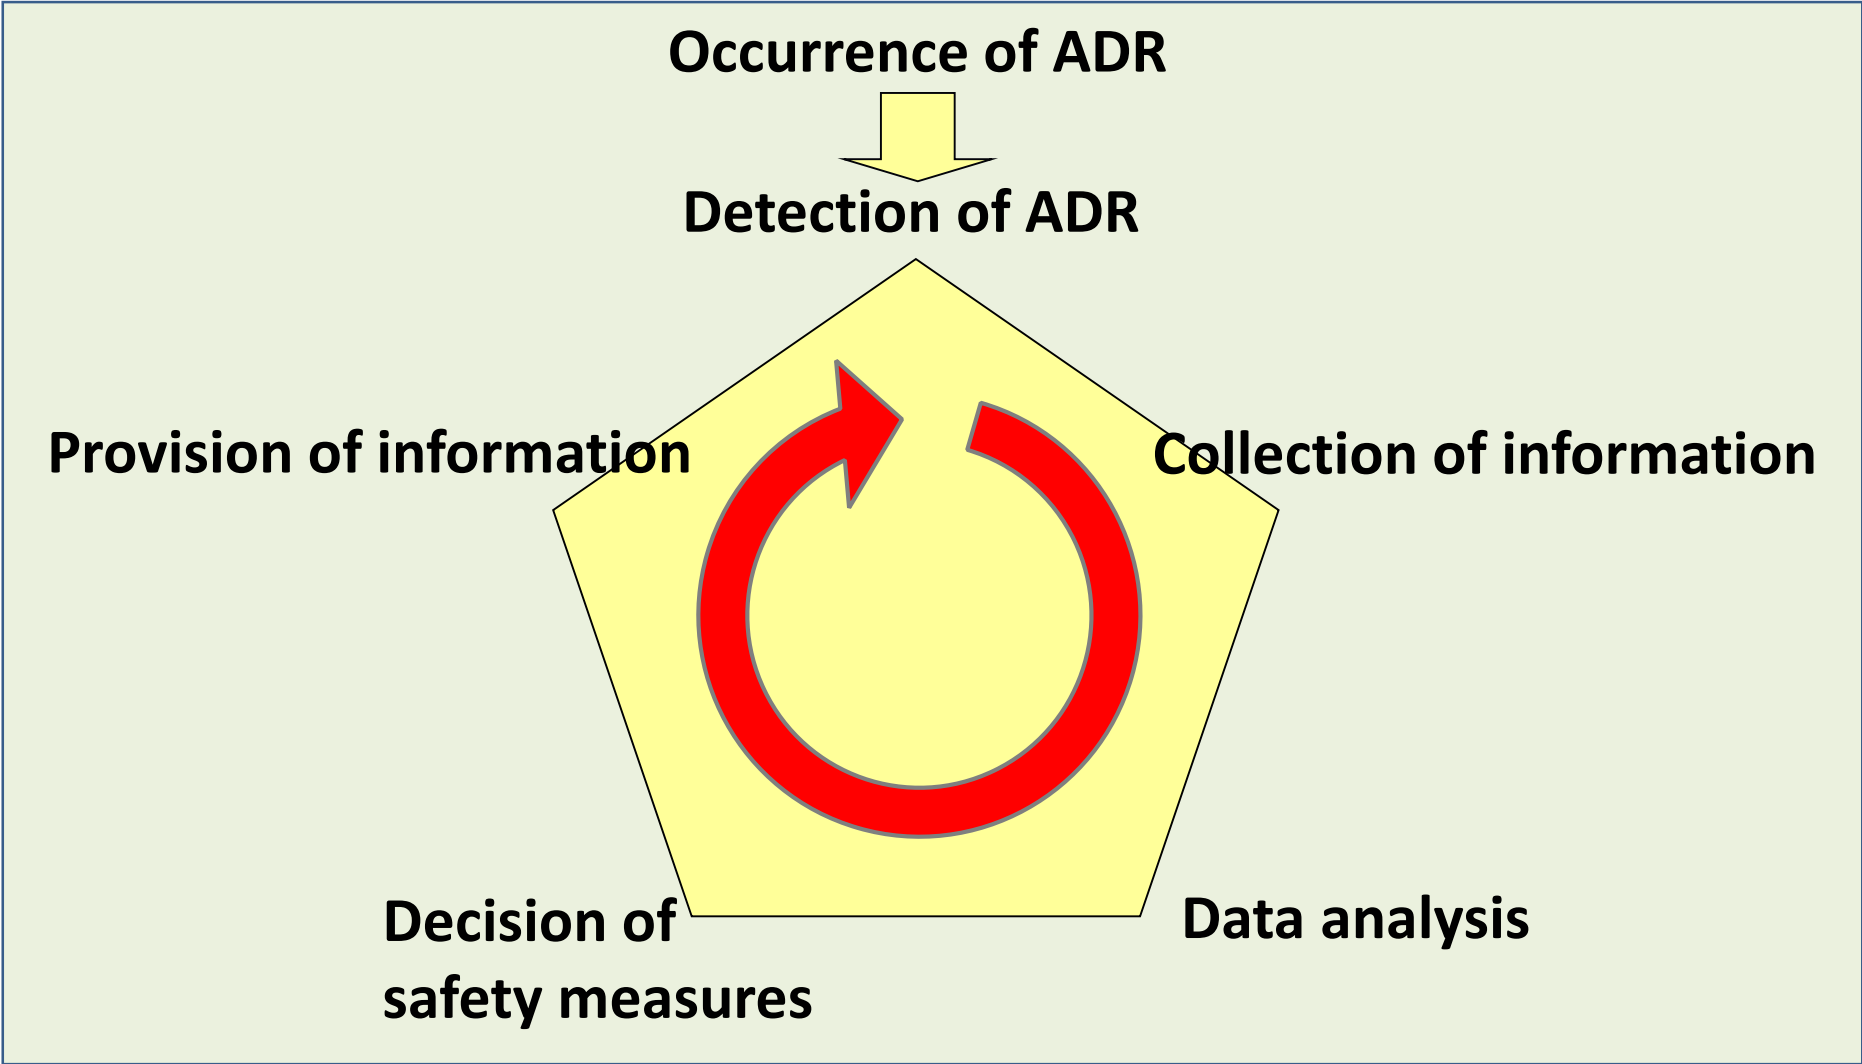 Occurrence of ADR
Detection of ADR
Provision of information
Collection of information
Decision of
safety measures
Data analysis